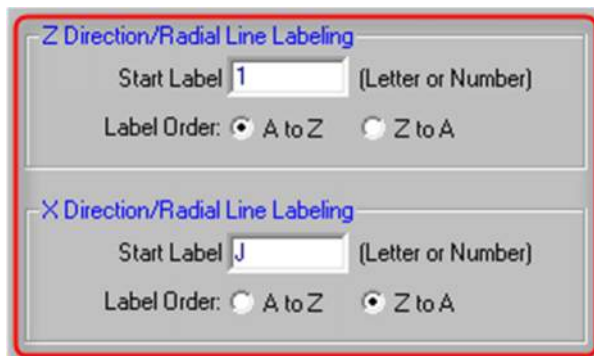 Z Direction/Radial Line Labeling
Start Label 1 (Letter or Number)
Label Order: A to Z Z to A
X Direction/Radial Line Labeling
Start Label J (Letter or Number)
Label Order: A to Z Z to A